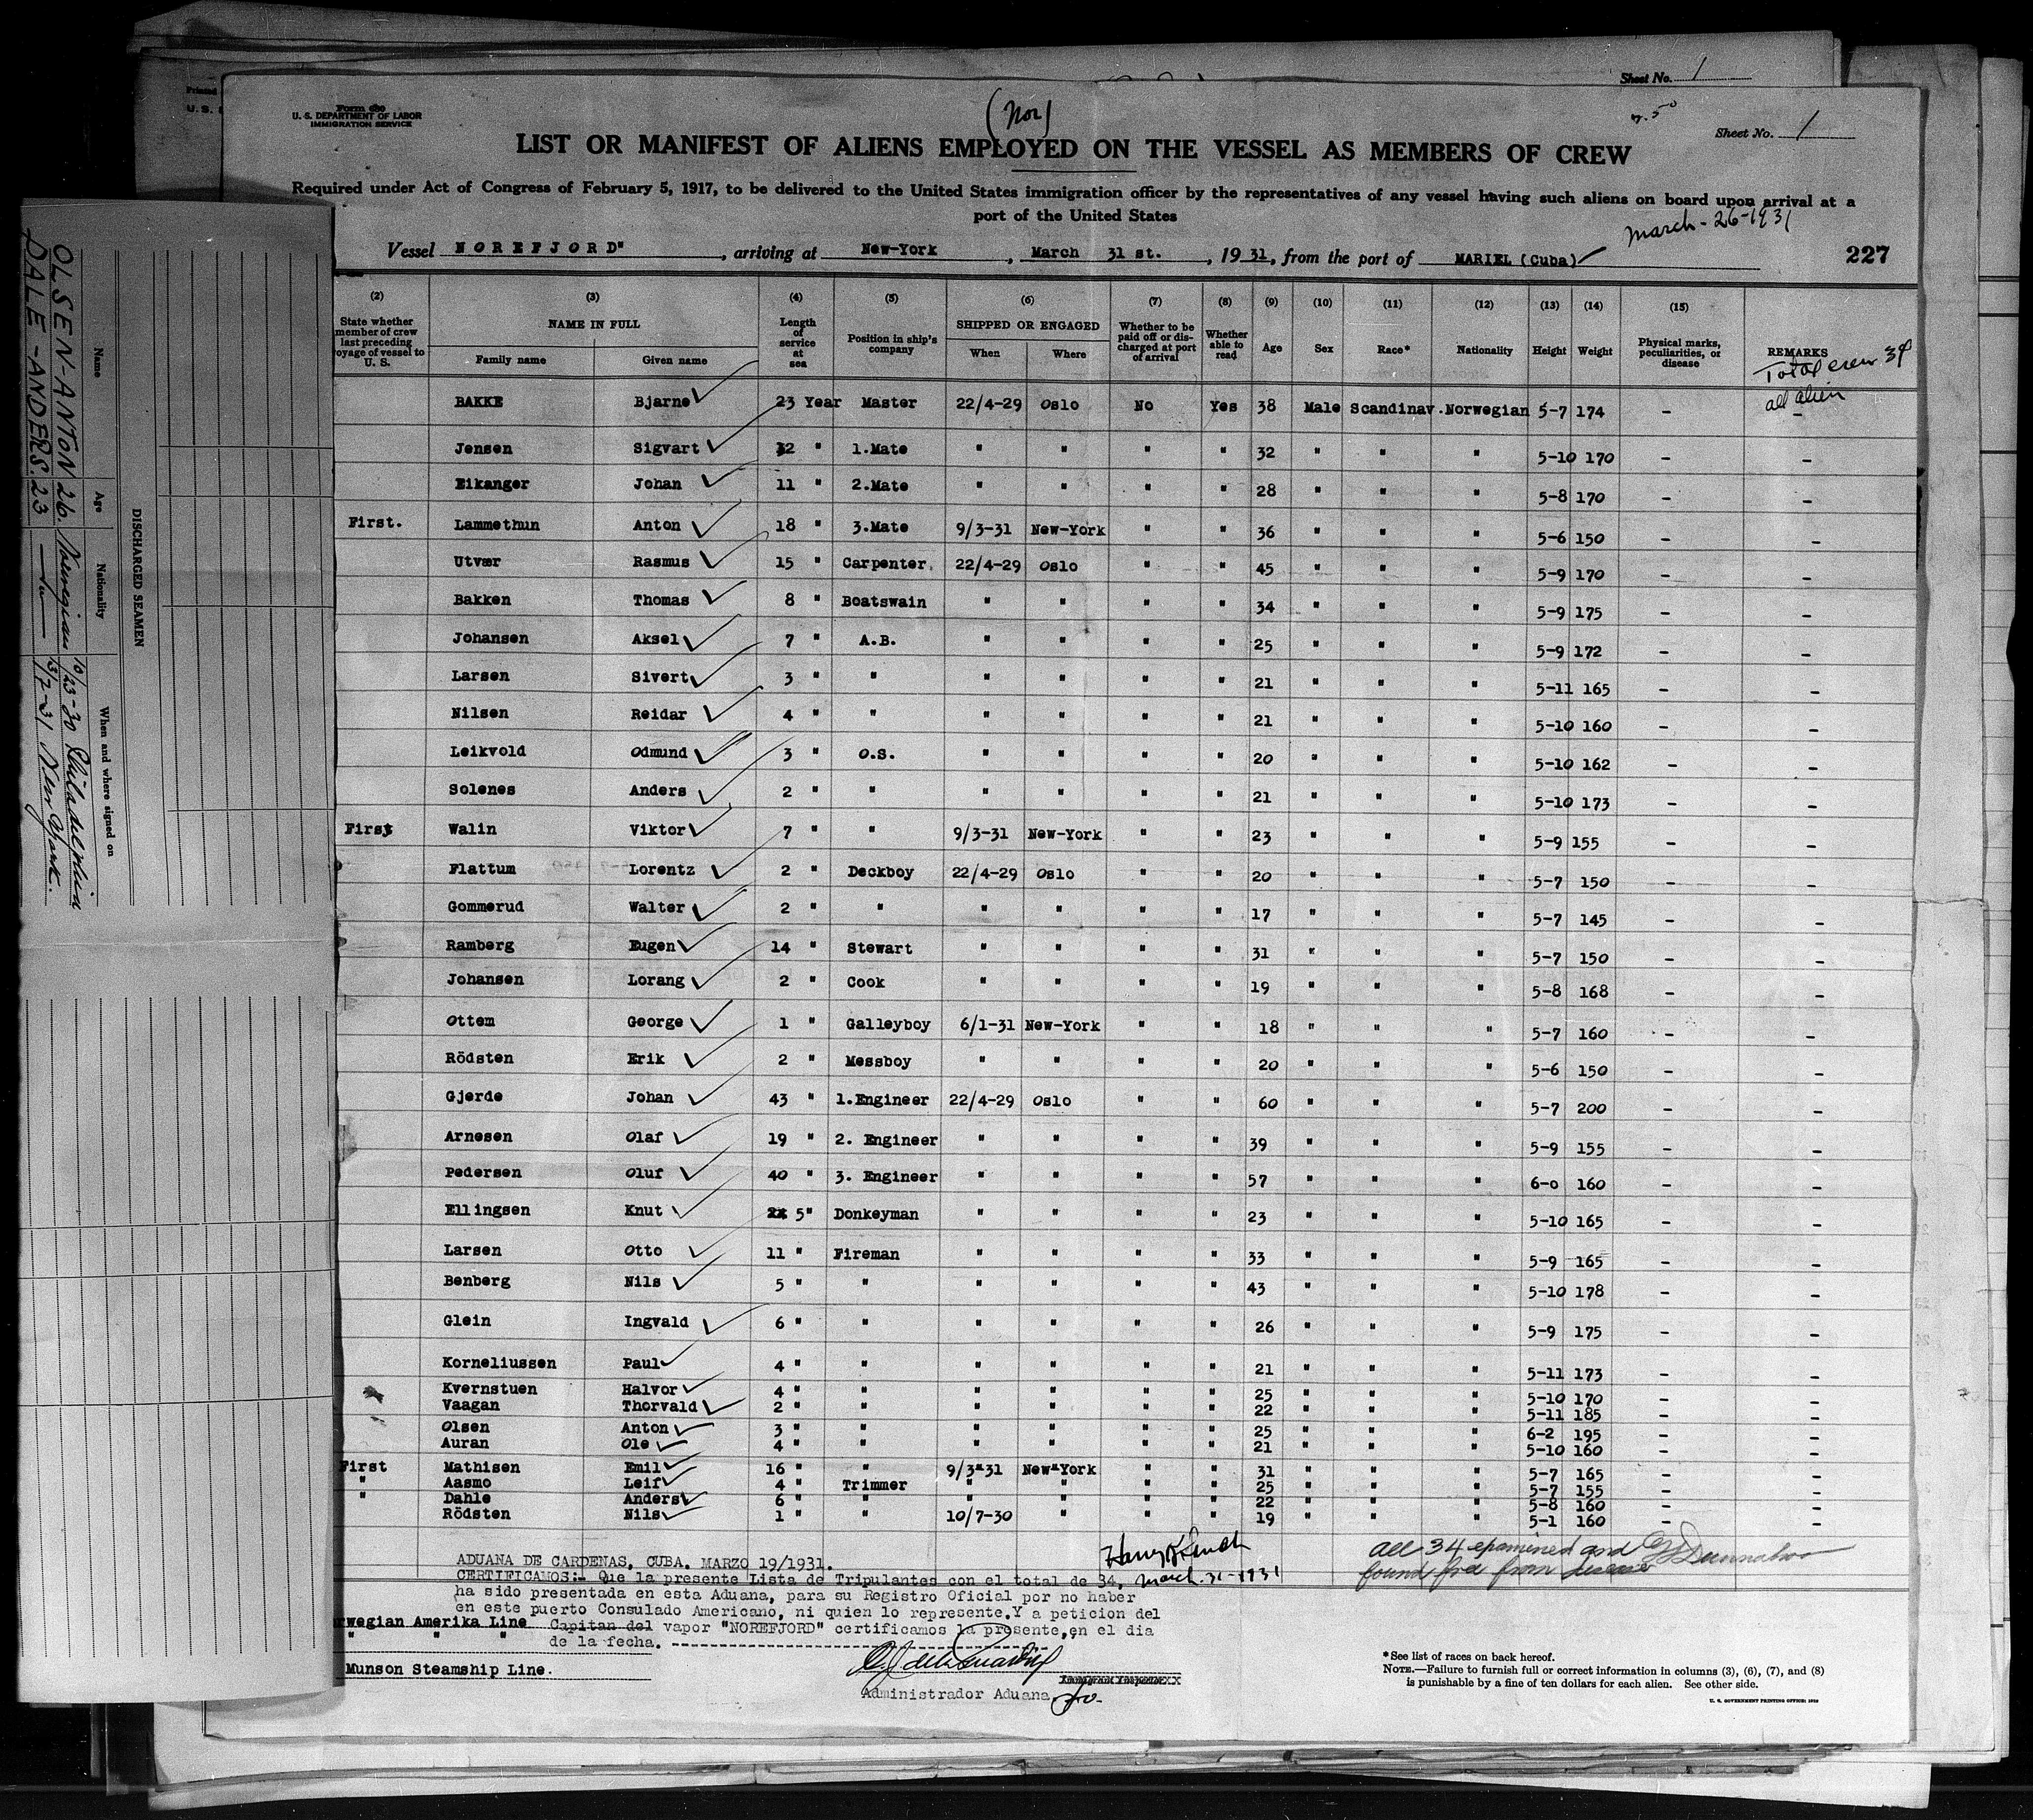 Sheet No. 1
Printed
U. S.
Form 680
U. S. DEPARTMENT OF LABOR
IMMIGRATION SERVICE
(Nor)
Sheet No. 1
LIST OR MANIFEST OF ALIENS EMPLOYED ON THE VESSEL AS MEMBERS OF CREW
Required under Act of Congress of February 5, 1917, to be delivered to the United States immigration officer by the representatives of any vessel having such aliens on board upon arrival at a
port of the United States
March-26-1931
Vessel NOREFJORD" , arriving at New-York , March 31 st. , 1931, from the port of MARIEL (Cuba) 227
(2) (3) (4) (5) (6) (7) (8) (9) (10) (11) (12) (13) (14) (15)
State whether member of crew last preceding voyage of vessel to U. S. NAME IN FULL Family name Given name Length of service at sea Position in ship's company SHIPPED OR ENGAGED When Where Whether to be paid off or discharged at port of arrival Whether able to read Age Sex Race* Nationality Height Weight Physical marks, peculiarities, or disease REMARKS
Total crew 34
all alien
BAKKE Bjarne 23 Year Master 22/4-29 Oslo No Yes 38 Male Scandinav. Norwegian 5-7 174 - -
Jensen Sigvart 12 " 1.Mate " " " " 32 " " " 5-10 170 - -
Eikanger Johan 11 " 2.Mate " " " " 28 " " " 5-8 170 - -
First. Lammethun Anton 18 " 3.Mate 9/3-31 New-York " " 36 " " " 5-6 150 - -
Utvær Rasmus 15 " Carpenter. 22/4-29 Oslo " " 45 " " " 5-9 170 - -
Bakken Thomas 8 " Boatswain " " " " 34 " " " 5-9 175 - -
Johansen Aksel 7 " A.B. " " " " 25 " " " 5-9 172 - -
Larsen Sivert 3 " " " " " " 21 " " " 5-11 165 - -
Nilsen Reidar 4 " " " " " " 21 " " " 5-10 160 - -
Leikvold Odmund 3 " O.S. " " " " 20 " " " 5-10 162 - -
Solenes Anders 2 " " " " " " 21 " " " 5-10 173 - -
First Walin Viktor 7 " " 9/3-31 New-York " " 23 " " " 5-9 155 - -
Flattum Lorentz 2 " Deckboy 22/4-29 Oslo " " 20 " " " 5-7 150 - -
Gommerud Walter 2 " " " " " " 17 " " " 5-7 145 - -
Ramberg Eugen 14 " Stewart " " " " 31 " " " 5-7 150 - -
Johansen Lorang 2 " Cook " " " " 19 " " " 5-8 168 - -
Ottem George 1 " Galleyboy 6/1-31 New-York " " 18 " " " 5-7 160 - -
Rödsten Erik 2 " Messboy " " " " 20 " " " 5-6 150 - -
Gjerde Johan 43 " 1.Engineer 22/4-29 Oslo " " 60 " " " 5-7 200 - -
Arnesen Olaf 19 " 2. Engineer " " " " 39 " " " 5-9 155 - -
Pedersen Oluf 40 " 3. Engineer " " " " 57 " " " 6-0 160 - -
Ellingsen Knut 5" Donkeyman " " " " 23 " " " 5-10 165 - -
Larsen Otto 11 " Fireman " " " " 33 " " " 5-9 165 - -
Benberg Nils 5 " " " " " " 43 " " " 5-10 178 - -
Glein Ingvald 6 " " " " " " 26 " " " 5-9 175 - -
Korneliussen Paul 4 " " " " " " 21 " " " 5-11 173 - -
Kvernstuen Halvor 4 " " " " " " 25 " " " 5-10 170 - -
Vaagan Thorvald 2 " " " " " " 22 " " " 5-11 185 - -
Olsen Anton 3 " " " " " " 25 " " " 6-2 195 - -
Auran Ole 4 " " " " " " 21 " " " 5-10 160 - -
First Mathisen Emil 16 " " 9/3-31 New-York " " 31 " " " 5-7 165 - -
" Aasmo Leif 4 " Trimmer " " " " 25 " " " 5-7 155 - -
" Dahle Anders 6 " " " " " " 22 " " " 5-8 160 - -
Rödsten Nils 1 " " 10/7-30 " " " 19 " " " 5-1 160 - -
ADUANA DE CARDENAS, CUBA. MARZO 19/1931.
CERTIFICAMOS:- Que la presente Lista de Tripulantes con el total de 34,
ha sido presentada en esta Aduana, para su Registro Oficial por no haber
en este puerto Consulado Americano, ni quien lo represente.Y a peticion del
Capitan del vapor "NOREFJORD" certificamos la presente,en el dia
de la fecha.
March. 31-1931
all 34 examined and
found free from disease
rwegian Amerika Line
" " "
Munson Steamship Line.
Administrador Aduana
*See list of races on back hereof.
NOTE.—Failure to furnish full or correct information in columns (3), (6), (7), and (8)
is punishable by a fine of ten dollars for each alien. See other side.
U. S. GOVERNMENT PRINTING OFFICE:
DISCHARGED SEAMEN
Name Age Nationality When and where signed on
OLSEN-ANTON 26. Norwegian 10/23-30 Philadelphia
DALE-ANDERS. 23 3/7-31 New York.